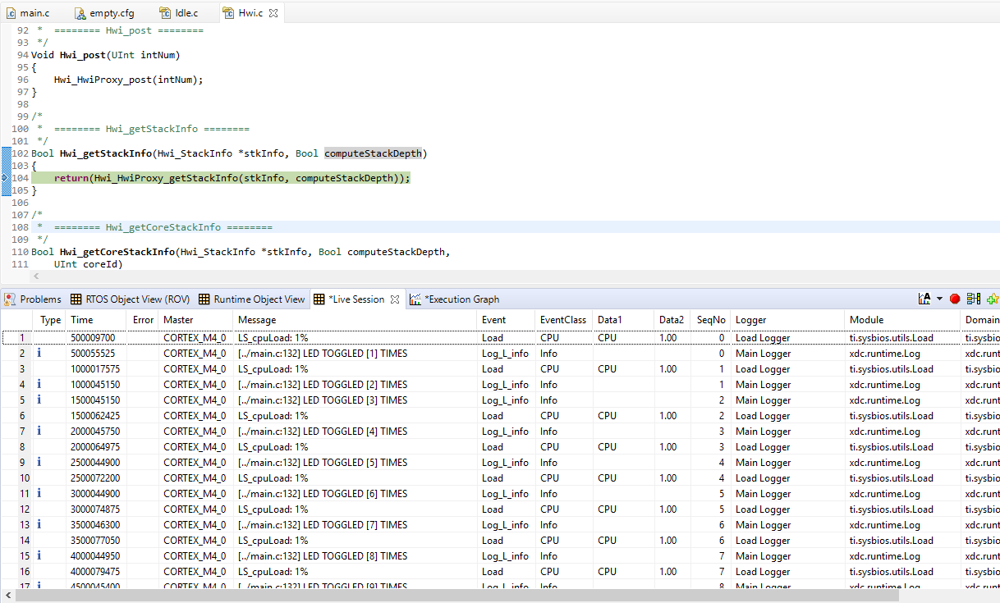 main.c empty.cfg Idle.c Hwi.c
92 * ======== Hwi_post ========
93 */
94 Void Hwi_post(UInt intNum)
95 {
96 Hwi_HwiProxy_post(intNum);
97 }
98
99 /*
100 * ======== Hwi_getStackInfo ========
101 */
102 Bool Hwi_getStackInfo(Hwi_StackInfo *stkInfo, Bool computeStackDepth)
103 {
104 return(Hwi_HwiProxy_getStackInfo(stkInfo, computeStackDepth));
105 }
106
107 /*
108 * ======== Hwi_getCoreStackInfo ========
109 */
110 Bool Hwi_getCoreStackInfo(Hwi_StackInfo *stkInfo, Bool computeStackDepth,
111 UInt coreId)
Problems RTOS Object View (ROV) Runtime Object View *Live Session *Execution Graph
Type Time Error Master Message Event EventClass Data1 Data2 SeqNo Logger Module Domain
1 500009700 CORTEX_M4_0 LS_cpuLoad: 1% Load CPU CPU 1.00 0 Load Logger ti.sysbios.utils.Load ti.sysbio
2 i 500055525 CORTEX_M4_0 [../main.c:132] LED TOGGLED [1] TIMES Log_L_info Info 0 Main Logger xdc.runtime.Log xdc.runt
3 1000017575 CORTEX_M4_0 LS_cpuLoad: 1% Load CPU CPU 1.00 1 Load Logger ti.sysbios.utils.Load ti.sysbio
4 i 1000045150 CORTEX_M4_0 [../main.c:132] LED TOGGLED [2] TIMES Log_L_info Info 1 Main Logger xdc.runtime.Log xdc.runt
5 i 1500045150 CORTEX_M4_0 [../main.c:132] LED TOGGLED [3] TIMES Log_L_info Info 2 Main Logger xdc.runtime.Log xdc.runt
6 1500062425 CORTEX_M4_0 LS_cpuLoad: 1% Load CPU CPU 1.00 2 Load Logger ti.sysbios.utils.Load ti.sysbio
7 i 2000045750 CORTEX_M4_0 [../main.c:132] LED TOGGLED [4] TIMES Log_L_info Info 3 Main Logger xdc.runtime.Log xdc.runt
8 2000064975 CORTEX_M4_0 LS_cpuLoad: 1% Load CPU CPU 1.00 3 Load Logger ti.sysbios.utils.Load ti.sysbio
9 i 2500044900 CORTEX_M4_0 [../main.c:132] LED TOGGLED [5] TIMES Log_L_info Info 4 Main Logger xdc.runtime.Log xdc.runt
10 2500072200 CORTEX_M4_0 LS_cpuLoad: 1% Load CPU CPU 1.00 4 Load Logger ti.sysbios.utils.Load ti.sysbio
11 i 3000044900 CORTEX_M4_0 [../main.c:132] LED TOGGLED [6] TIMES Log_L_info Info 5 Main Logger xdc.runtime.Log xdc.runt
12 3000074875 CORTEX_M4_0 LS_cpuLoad: 1% Load CPU CPU 1.00 5 Load Logger ti.sysbios.utils.Load ti.sysbio
13 i 3500046300 CORTEX_M4_0 [../main.c:132] LED TOGGLED [7] TIMES Log_L_info Info 6 Main Logger xdc.runtime.Log xdc.runt
14 3500077050 CORTEX_M4_0 LS_cpuLoad: 1% Load CPU CPU 1.00 6 Load Logger ti.sysbios.utils.Load ti.sysbio
15 i 4000044950 CORTEX_M4_0 [../main.c:132] LED TOGGLED [8] TIMES Log_L_info Info 7 Main Logger xdc.runtime.Log xdc.runt
16 4000079475 CORTEX_M4_0 LS_cpuLoad: 1% Load CPU CPU 1.00 7 Load Logger ti.sysbios.utils.Load ti.sysbio
17 i 4500045400 CORTEX_M4_0 [../main.c:132] LED TOGGLED [9] TIMES Log_L_info Info 8 Main Logger xdc.runtime.Log xdc.runt